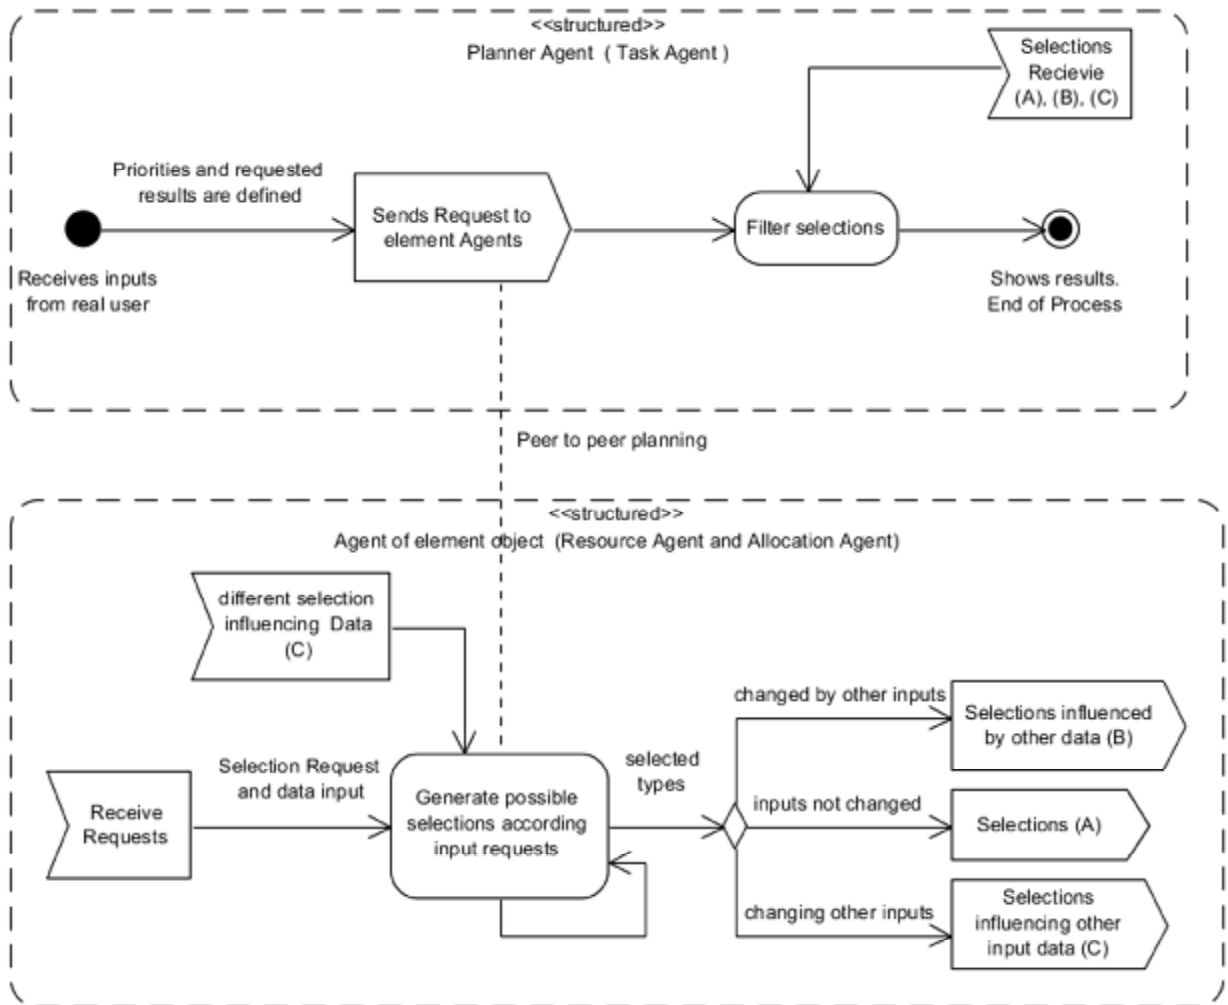 <<structured>>
Planner Agent ( Task Agent )
Selections
Recievie
(A), (B), (C)
Priorities and requested
results are defined
Sends Request to
element Agents
Filter selections
Receives inputs
from real user
Shows results.
End of Process
Peer to peer planning
<<structured>>
Agent of element object (Resource Agent and Allocation Agent)
different selection
influencing Data
(C)
Receive
Requests
Selection Request
and data input
Generate possible
selections according
input requests
selected
types
changed by other inputs
Selections influenced
by other data (B)
inputs not changed
Selections (A)
changing other inputs
Selections
influencing other
input data (C)